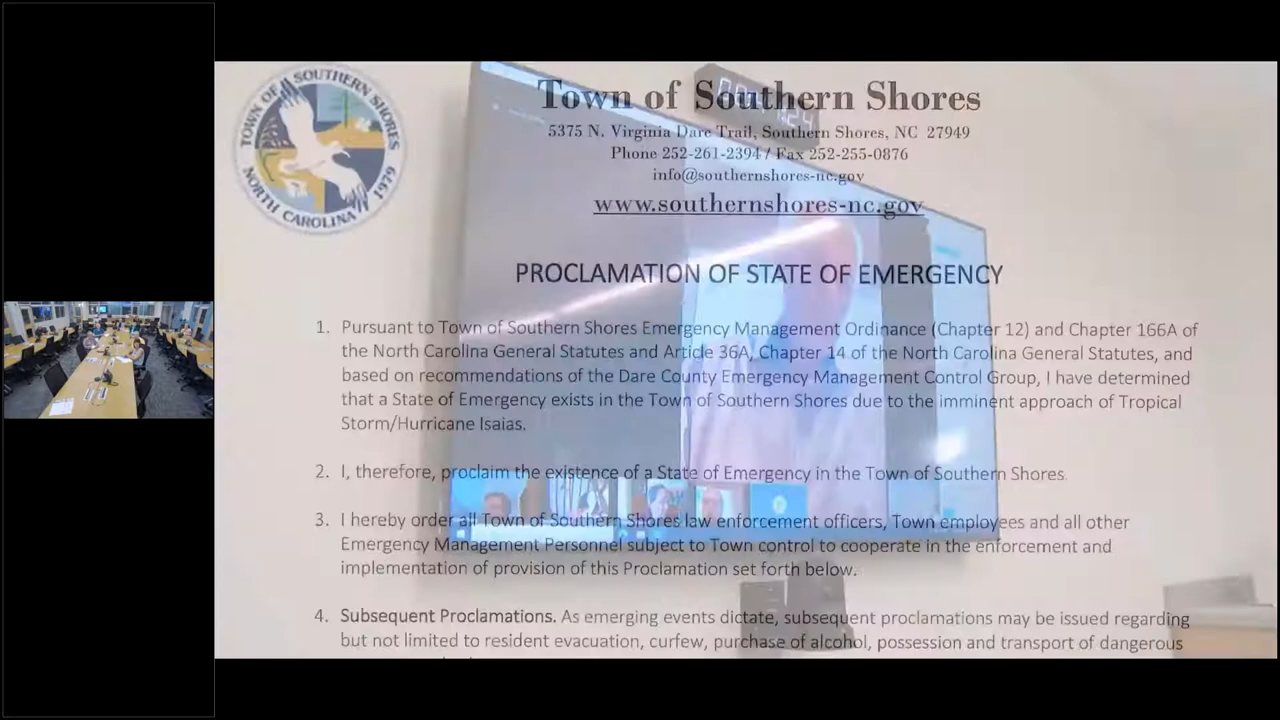 TOWN OF SOUTHERN SHORES
NORTH CAROLINA 1979
Town of Southern Shores
5375 N. Virginia Dare Trail, Southern Shores, NC 27949
Phone 252-261-2394 / Fax 252-255-0876
info@southernshores-nc.gov
www.southernshores-nc.gov
PROCLAMATION OF STATE OF EMERGENCY
1. Pursuant to Town of Southern Shores Emergency Management Ordinance (Chapter 12) and Chapter 166A of
the North Carolina General Statutes and Article 36A, Chapter 14 of the North Carolina General Statutes, and
based on recommendations of the Dare County Emergency Management Control Group, I have determined
that a State of Emergency exists in the Town of Southern Shores due to the imminent approach of Tropical
Storm/Hurricane Isaias.
2. I, therefore, proclaim the existence of a State of Emergency in the Town of Southern Shores.
3. I hereby order all Town of Southern Shores law enforcement officers, Town employees and all other
Emergency Management Personnel subject to Town control to cooperate in the enforcement and
implementation of provision of this Proclamation set forth below.
4. Subsequent Proclamations. As emerging events dictate, subsequent proclamations may be issued regarding
but not limited to resident evacuation, curfew, purchase of alcohol, possession and transport of dangerous